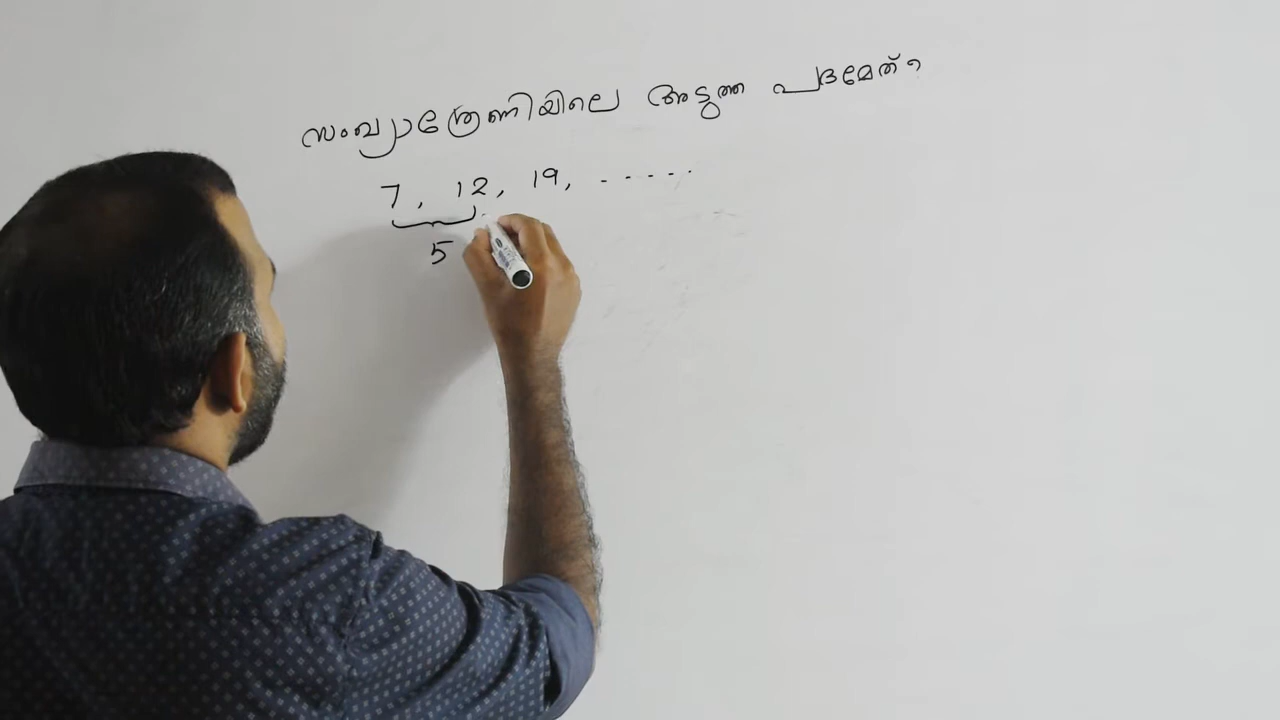 സംഖ്യാശ്രേണിയിലെ അടുത്ത പദമേത്?
7, 12, 19, ......
5